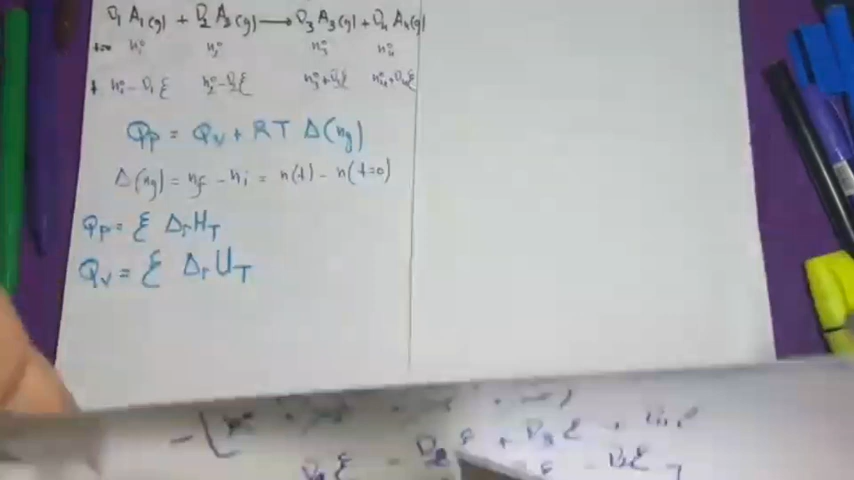 ν₁ A₁(g) + ν₂ A₂(g) → ν₃ A₃(g) + ν₄ A₄(g)
t=0 n₁° n₂° n₃° n₄°
t n₁° - ν₁ξ n₂° - ν₂ξ n₃° + ν₃ξ n₄° + ν₄ξ
Qp = Qv + RT Δ(ng)
Δ(ng) = nf - ni = n(t) - n(t=0)
Qp = ξ ΔrHT
Qv = ξ ΔrUT